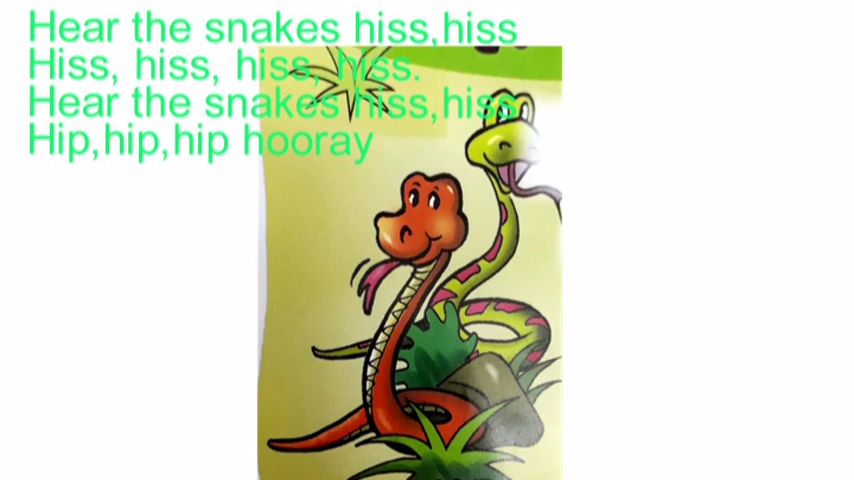 Hear the snakes hiss,hiss
Hiss, hiss, hiss, hiss.
Hear the snakes hiss,hiss
Hip,hip,hip hooray